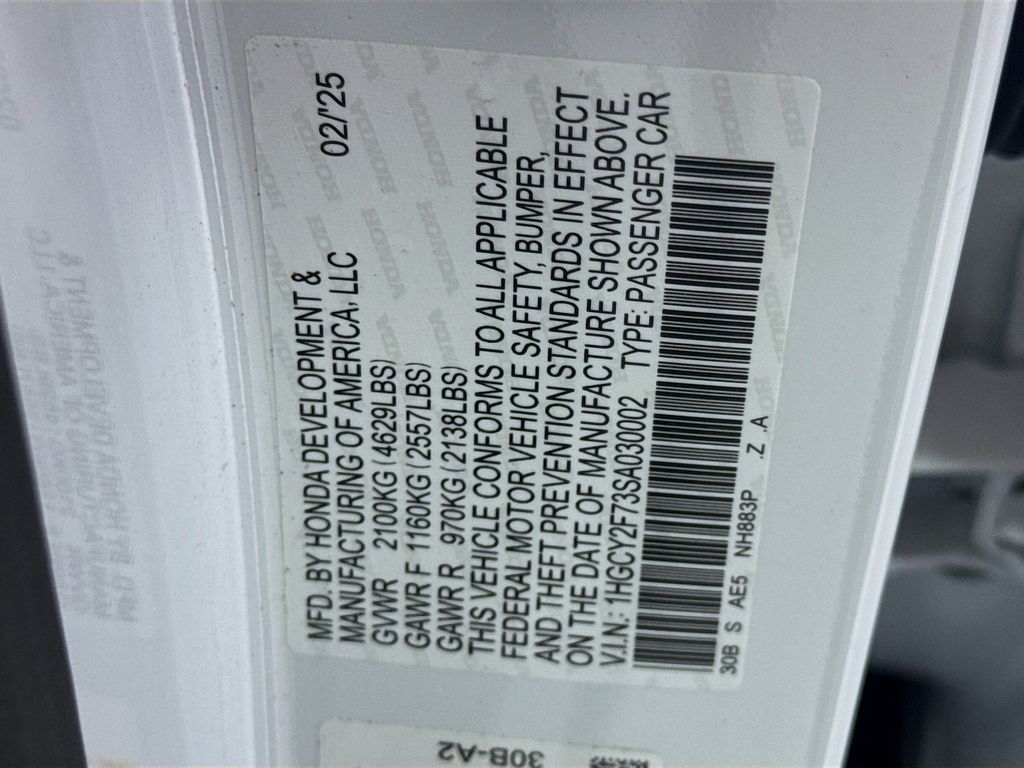 MFD. BY HONDA DEVELOPMENT & 02/'25
MANUFACTURING OF AMERICA, LLC
GVWR 2100KG (4629LBS)
GAWR F 1160KG (2557LBS)
GAWR R 970KG (2138LBS)
THIS VEHICLE CONFORMS TO ALL APPLICABLE
FEDERAL MOTOR VEHICLE SAFETY, BUMPER,
AND THEFT PREVENTION STANDARDS IN EFFECT
ON THE DATE OF MANUFACTURE SHOWN ABOVE.
V.I.N.: 1HGCY2F73SA030002 TYPE: PASSENGER CAR
30B S AE5 NH883P .Z .A
30B-A2